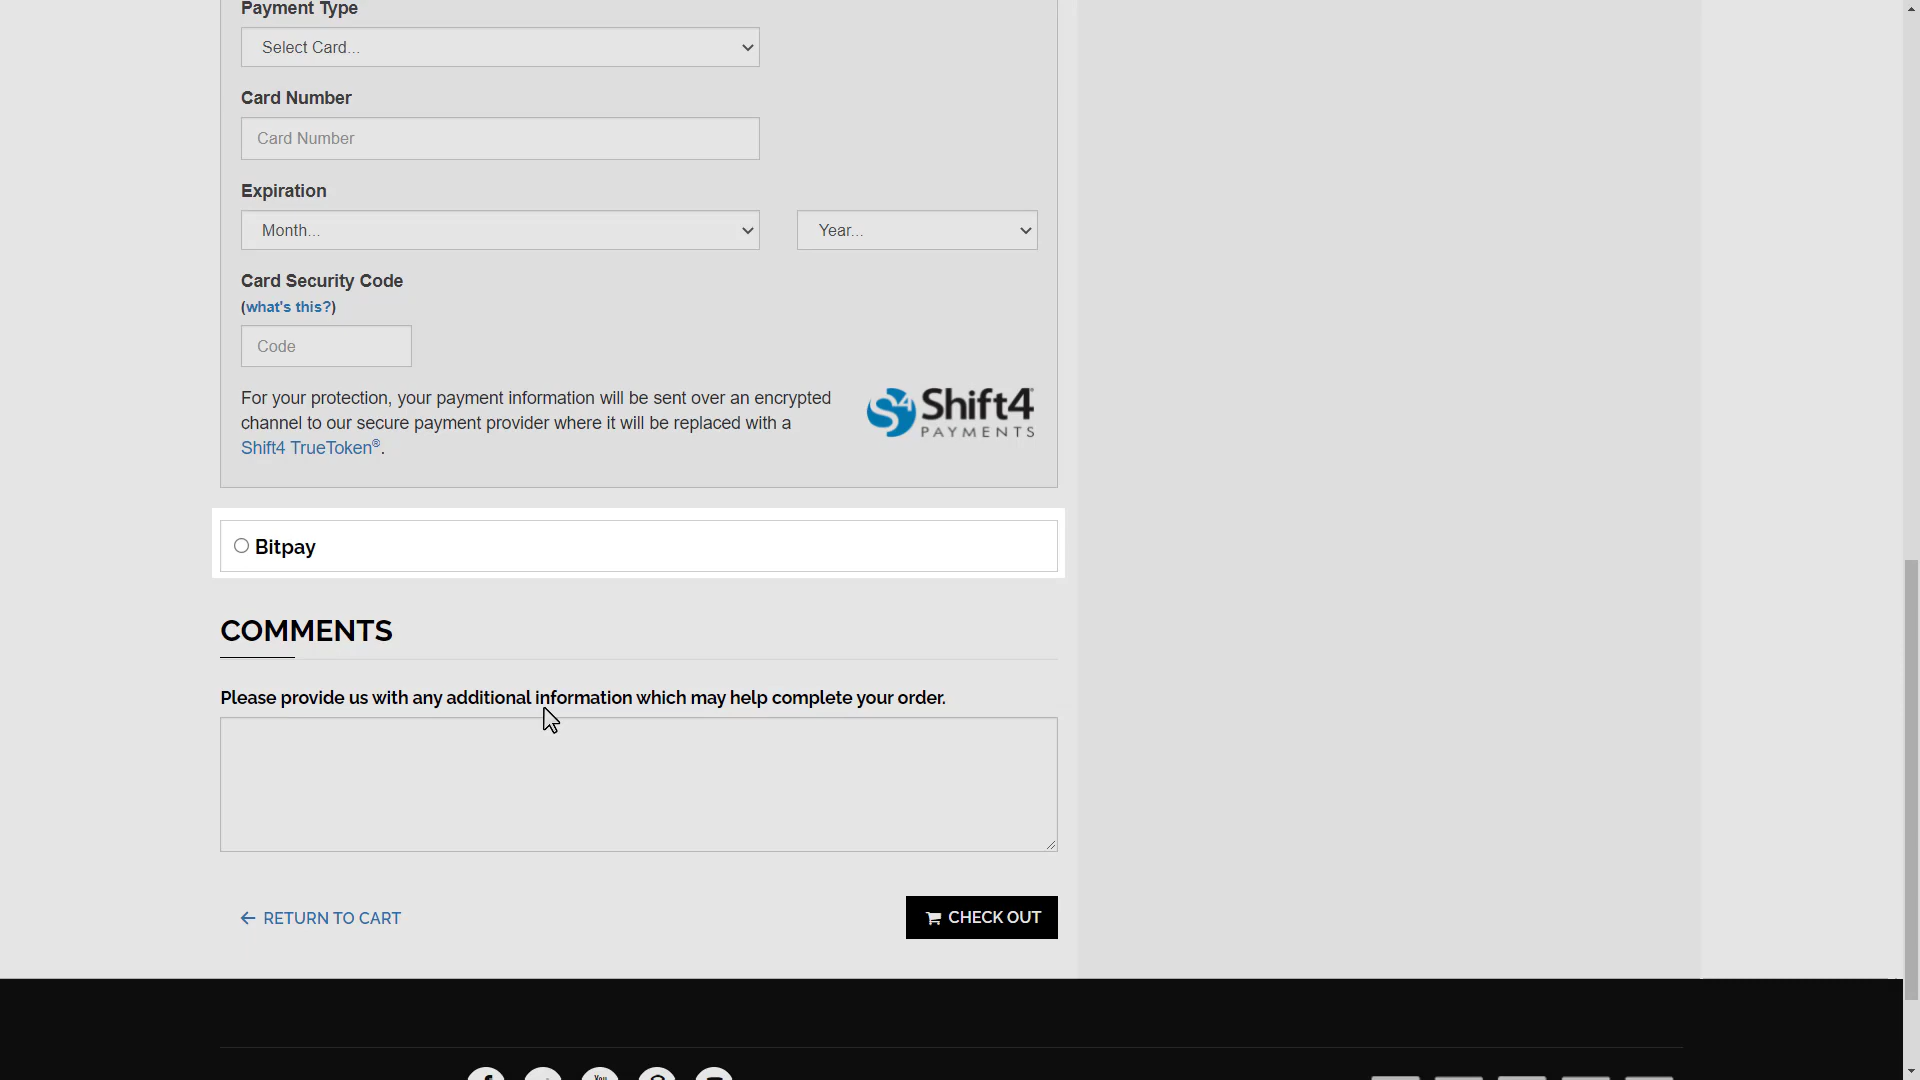 Payment Type
Select Card...
Card Number
Card Number
Expiration
Month...
Year...
Card Security Code
(what's this?)
Code
For your protection, your payment information will be sent over an encrypted
channel to our secure payment provider where it will be replaced with a
Shift4 TrueToken®.
S4 Shift4
PAYMENTS
Bitpay
COMMENTS
Please provide us with any additional information which may help complete your order.
RETURN TO CART
CHECK OUT
You